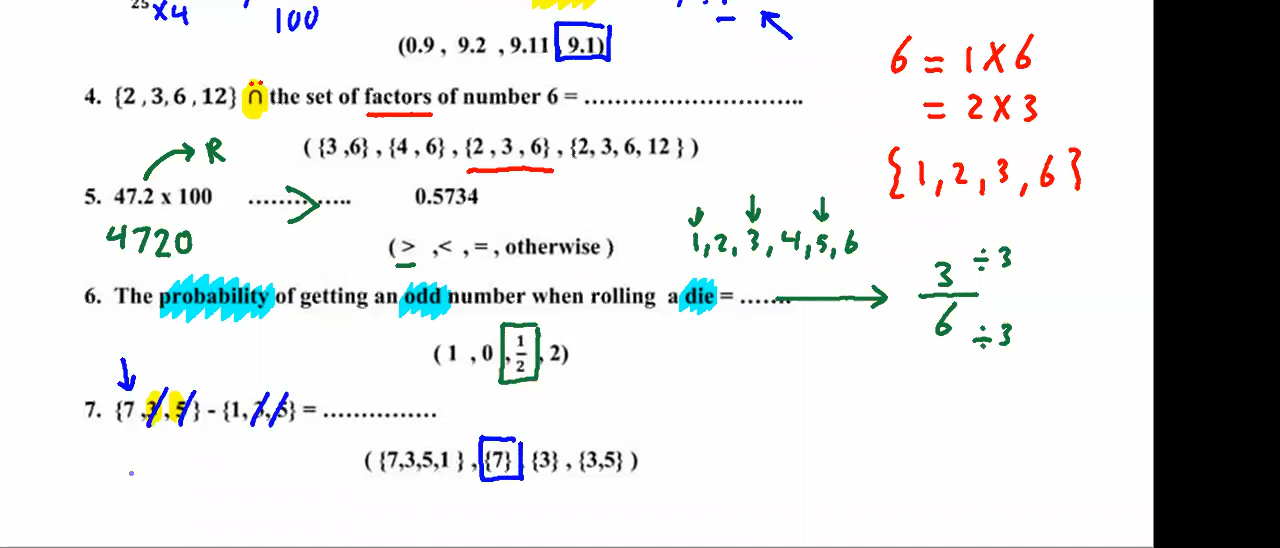 25 x4
100
(0.9 , 9.2 , 9.11 , 9.1)
6 = 1 x 6
4. {2 , 3, 6 , 12} ∩ the set of factors of number 6 = ................................
= 2 x 3
( {3 ,6} , {4 , 6} , {2 , 3 , 6} , {2, 3, 6, 12 } )
R
{1, 2, 3, 6}
5. 47.2 x 100 ............... 0.5734
4720
1, 2, 3, 4, 5, 6
( > , < , = , otherwise )
3 ÷ 3
6. The probability of getting an odd number when rolling a die = .......
6 ÷ 3
( 1 , 0 , 1/2 , 2)
7. {7 ,3 , 5 } - {1, 3, 5} = ................
( {7,3,5,1 } , {7} {3} , {3,5} )